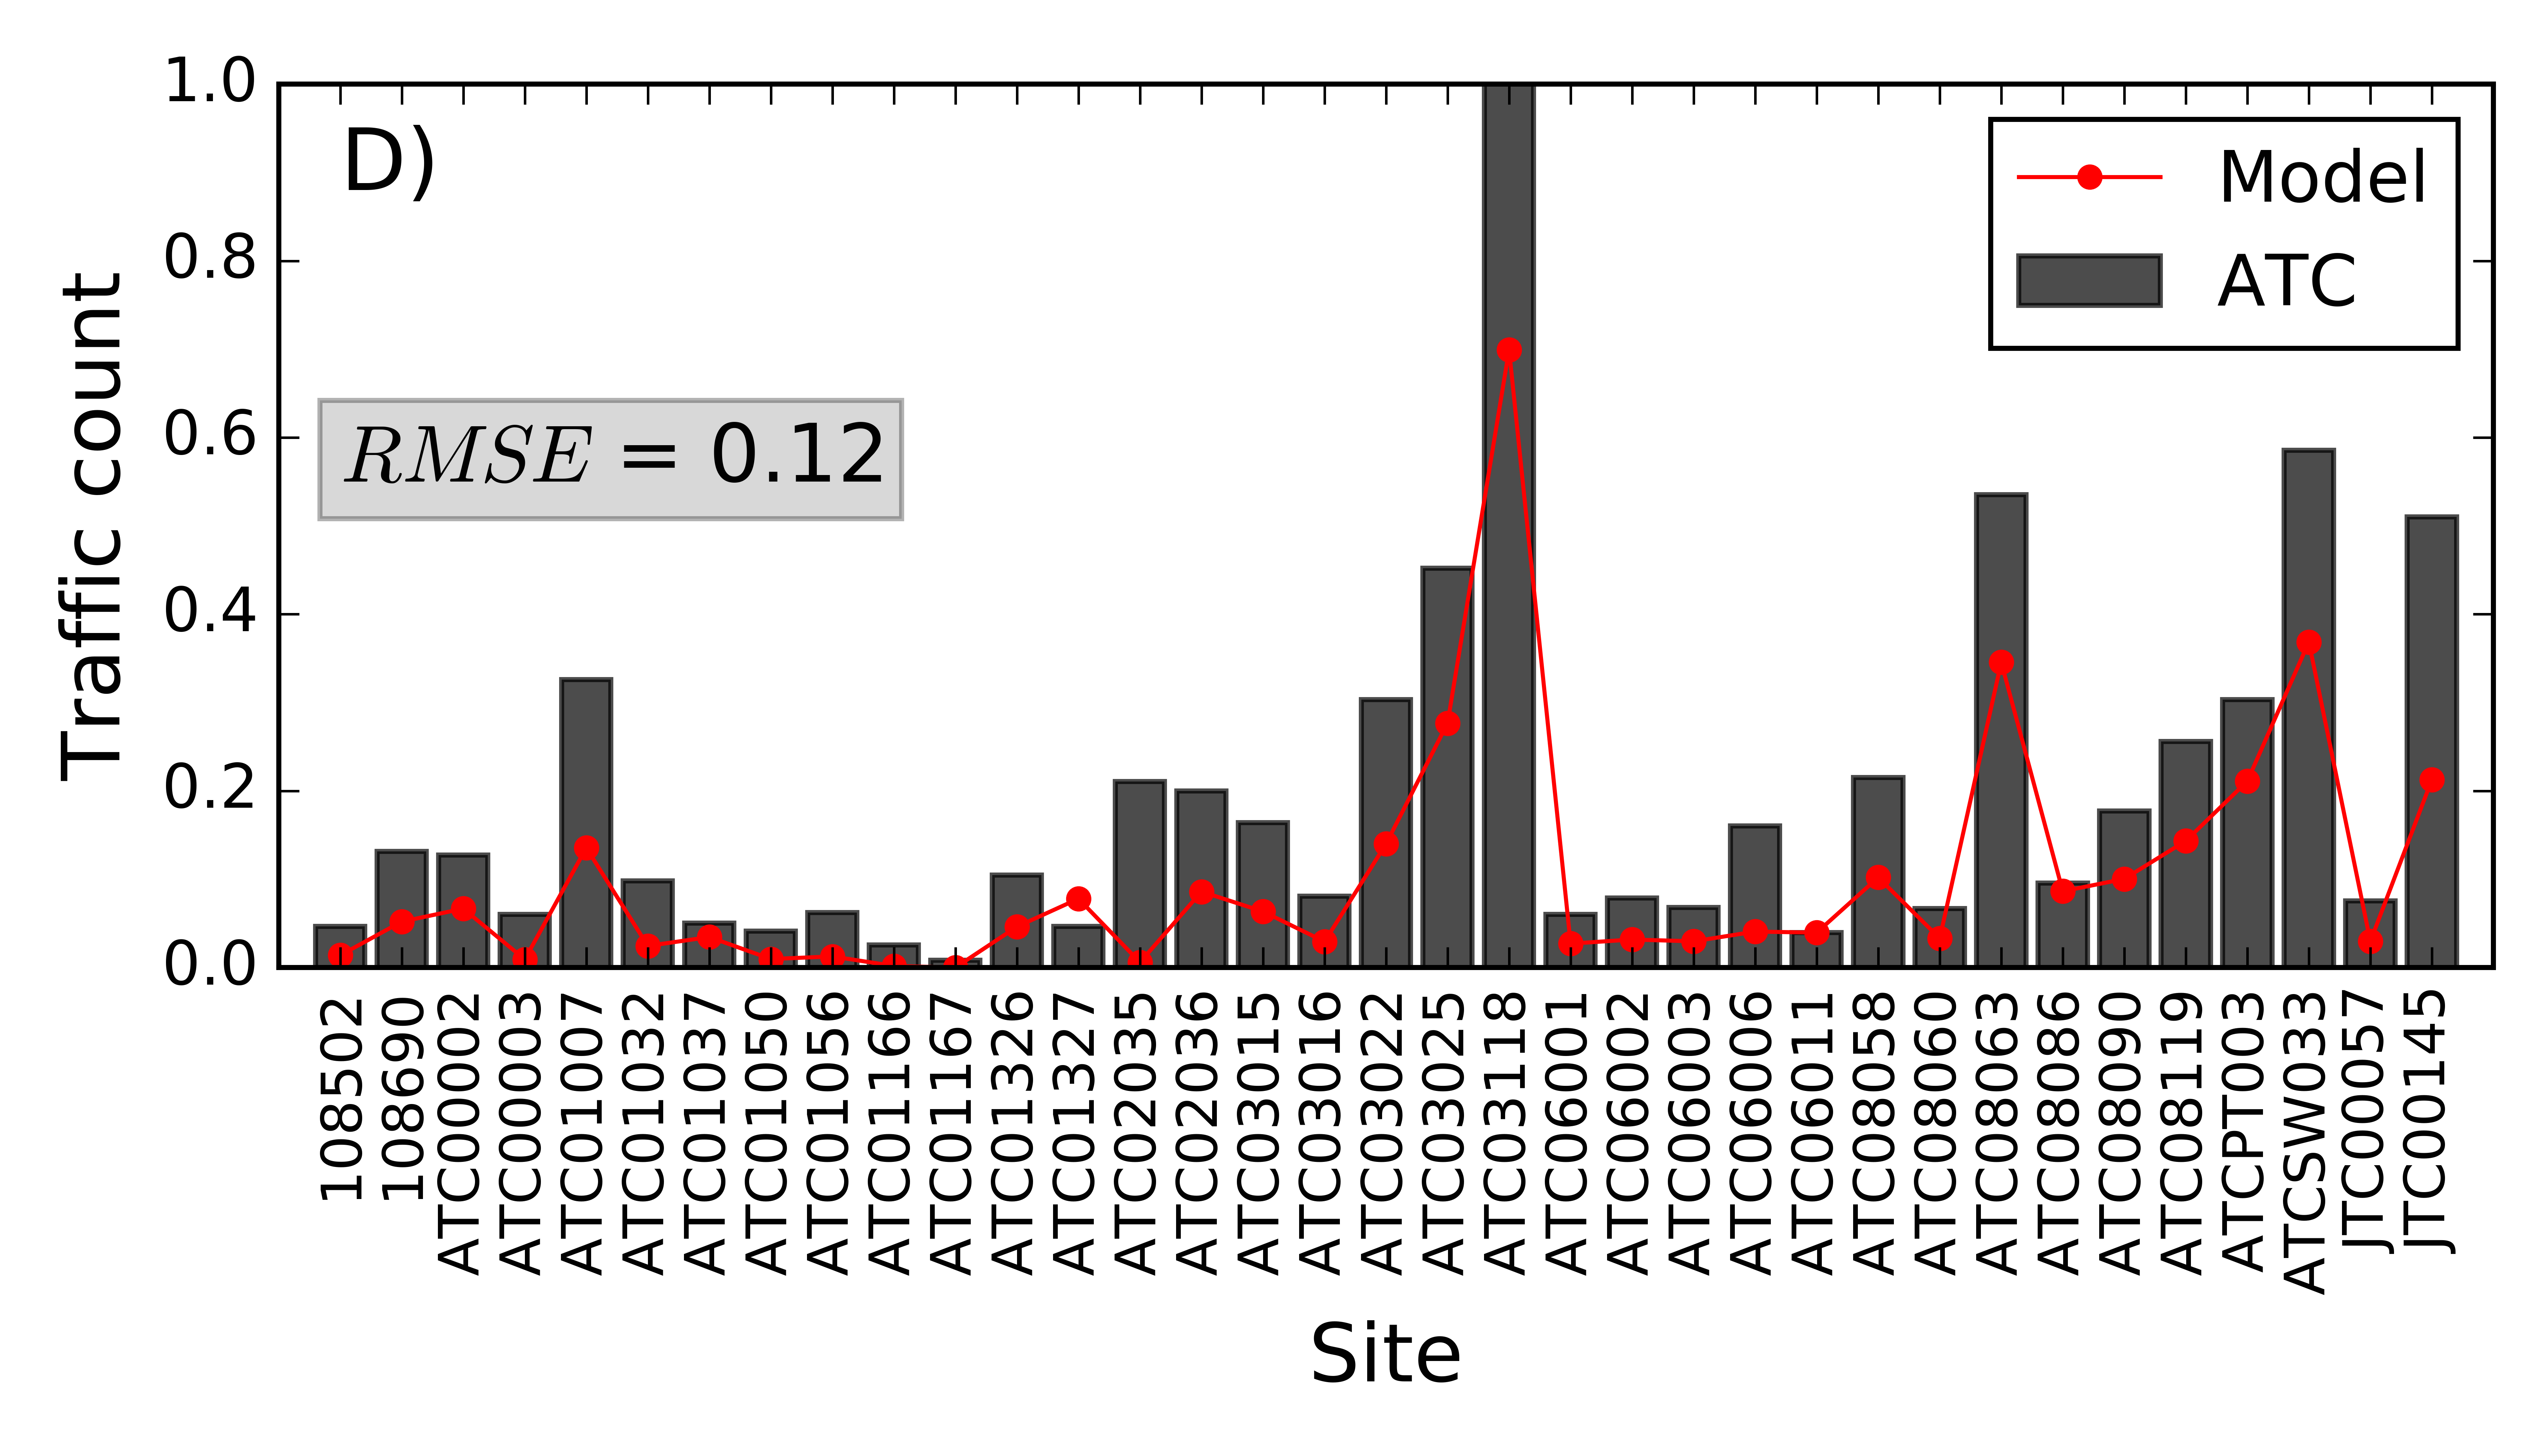 D)
Model
ATC
RMSE = 0.12
Traffic count
1.0
0.8
0.6
0.4
0.2
0.0
108502
108690
ATC00002
ATC00003
ATC01007
ATC01032
ATC01037
ATC01050
ATC01056
ATC01166
ATC01167
ATC01326
ATC01327
ATC02035
ATC02036
ATC03015
ATC03016
ATC03022
ATC03025
ATC03118
ATC06001
ATC06002
ATC06003
ATC06006
ATC06011
ATC08058
ATC08060
ATC08063
ATC08086
ATC08090
ATC08119
ATCPT003
ATCSW033
JTC00057
JTC00145
Site